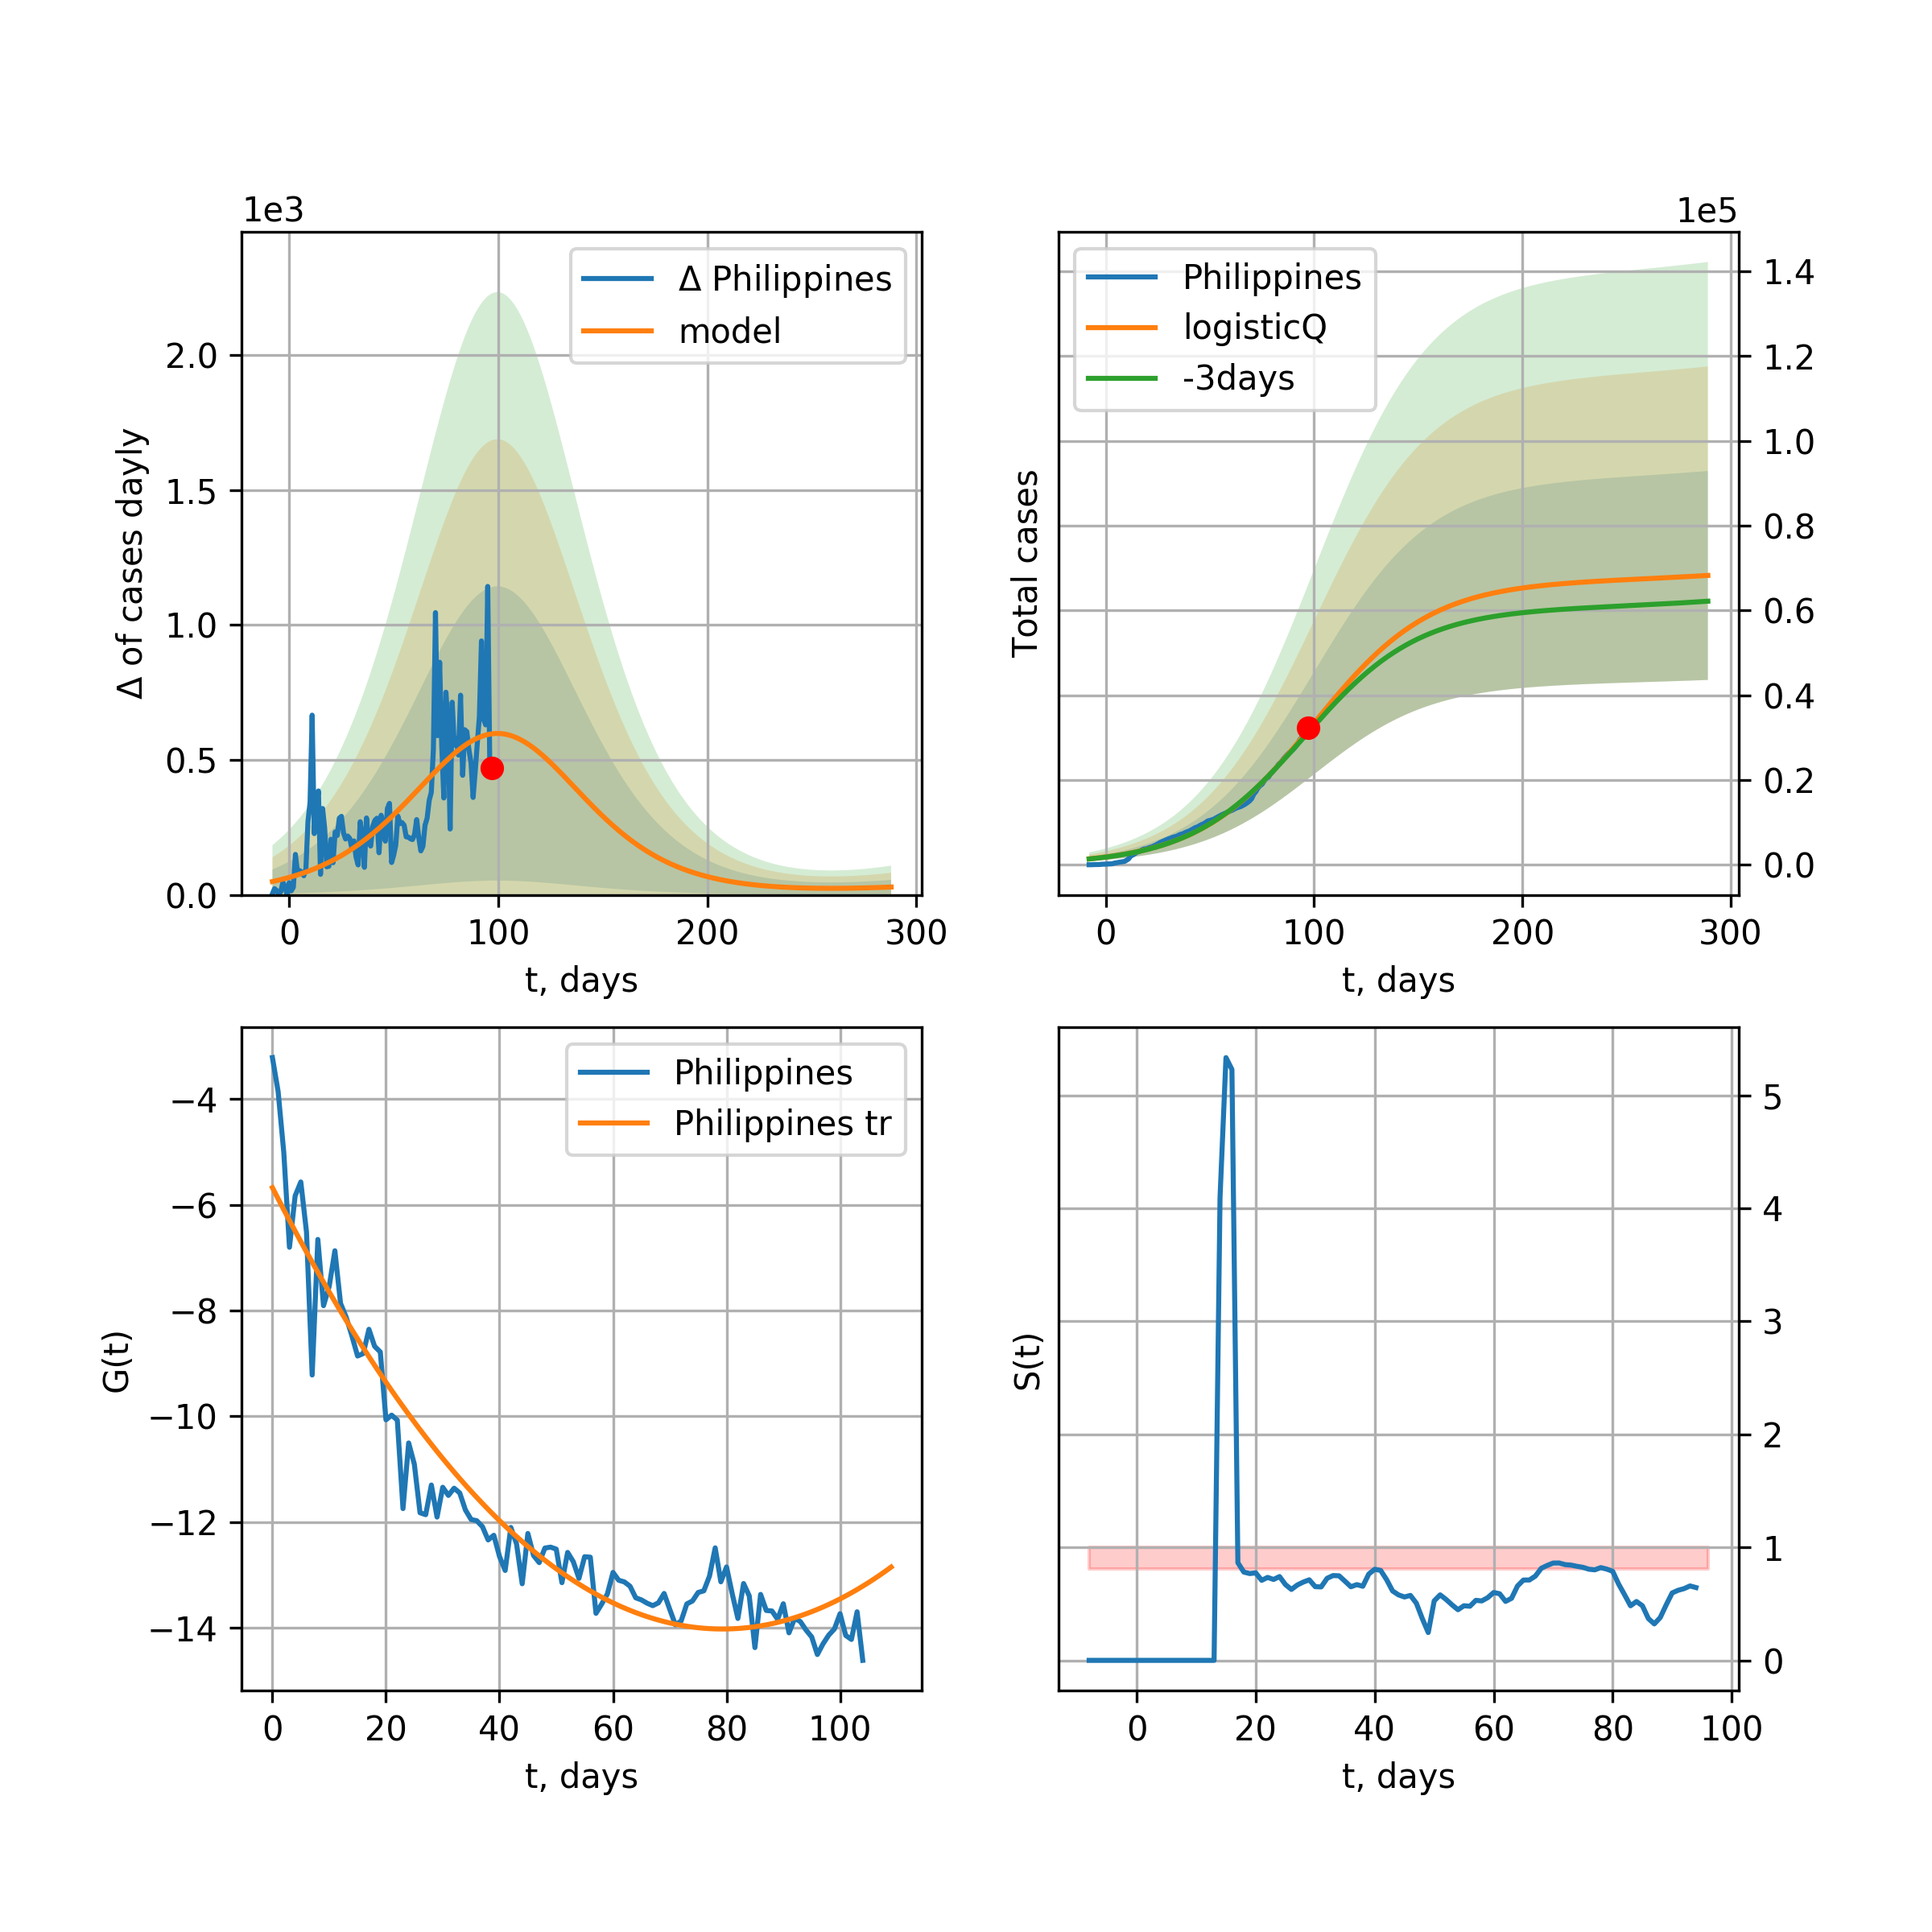 1e3
Δ Philippines
model
2.0
1.5
1.0
0.5
0.0
Δ of cases dayly
0 100 200 300
t, days
1e5
Philippines
logisticQ
-3days
1.4
1.2
1.0
0.8
0.6
0.4
0.2
0.0
Total cases
0 100 200 300
t, days
Philippines
Philippines tr
−4
−6
−8
−10
−12
−14
G(t)
0 20 40 60 80 100
t, days
5
4
3
2
1
0
S(t)
0 20 40 60 80 100
t, days